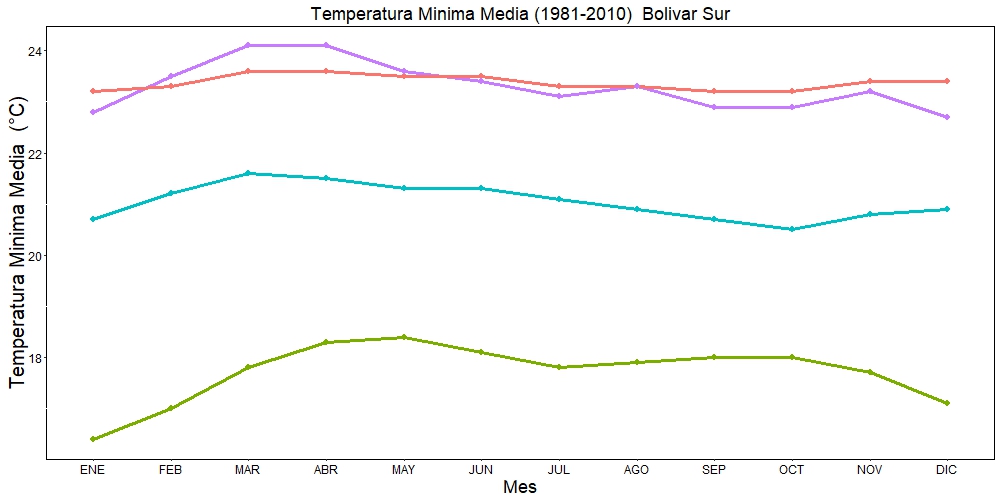 Temperatura Minima Media (1981-2010)  Bolivar Sur
Temperatura Minima Media  (°C)
24
22
20
18
ENE FEB MAR ABR MAY JUN JUL AGO SEP OCT NOV DIC
Mes